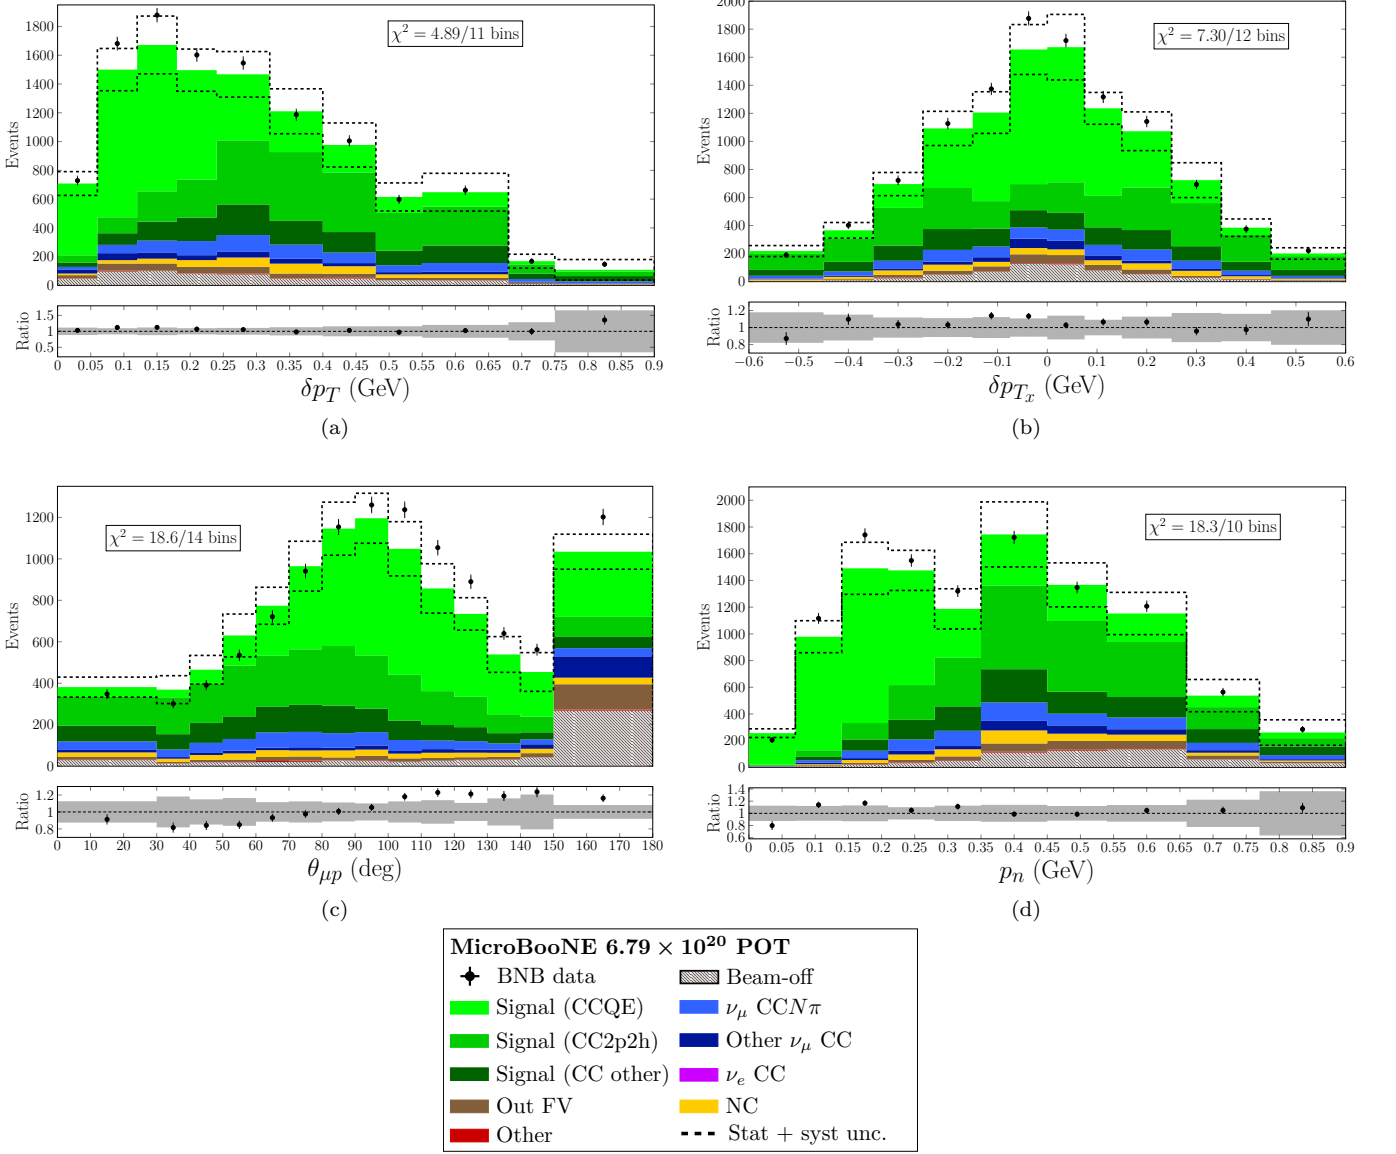 χ² = 4.89/11 bins
Events
0 200 400 600 800 1000 1200 1400 1600 1800
Ratio
0.5 1 1.5
0 0.05 0.1 0.15 0.2 0.25 0.3 0.35 0.4 0.45 0.5 0.55 0.6 0.65 0.7 0.75 0.8 0.85 0.9
δp_T (GeV)
(a)
χ² = 7.30/12 bins
Events
0 200 400 600 800 1000 1200 1400 1600 1800 2000
Ratio
0.8 1 1.2
−0.6 −0.5 −0.4 −0.3 −0.2 −0.1 0 0.1 0.2 0.3 0.4 0.5 0.6
δp_{T_x} (GeV)
(b)
χ² = 18.6/14 bins
Events
0 200 400 600 800 1000 1200
Ratio
0.8 1 1.2
0 10 20 30 40 50 60 70 80 90 100 110 120 130 140 150 160 170 180
θ_{μp} (deg)
(c)
χ² = 18.3/10 bins
Events
0 200 400 600 800 1000 1200 1400 1600 1800 2000
Ratio
0.6 0.8 1 1.2 1.4
0 0.05 0.1 0.15 0.2 0.25 0.3 0.35 0.4 0.45 0.5 0.55 0.6 0.65 0.7 0.75 0.8 0.85 0.9
p_n (GeV)
(d)
MicroBooNE 6.79 × 10²⁰ POT
BNB data
Beam-off
Signal (CCQE)
ν_μ CCNπ
Signal (CC2p2h)
Other ν_μ CC
Signal (CC other)
ν_e CC
Out FV
NC
Other
Stat + syst unc.